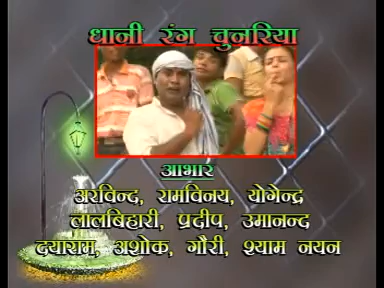 धानी रंग चुनरिया
आभार
अरविन्द, रामविनय, योगेन्द्र
लालबिहारी, प्रदीप, उमानन्द
दयाराम, अशोक, गौरी, श्याम नयन